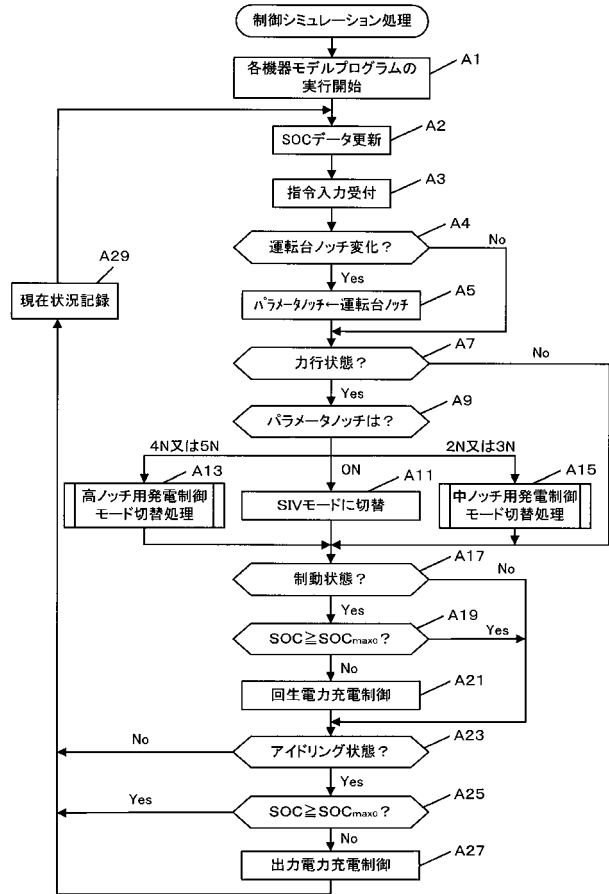 制御シミュレーション処理
各機器モデルプログラムの
実行開始
A1
SOCデータ更新
A2
指令入力受付
A3
運転台ノッチ変化?
A4
No
Yes
パラメータノッチ←運転台ノッチ
A5
現在状況記録
A29
力行状態?
A7
No
Yes
パラメータノッチは?
A9
4N又は5N
0N
2N又は3N
高ノッチ用発電制御
モード切替処理
A13
SIVモードに切替
A11
中ノッチ用発電制御
モード切替処理
A15
制動状態?
A17
No
Yes
SOC≧SOCmax0?
A19
Yes
No
回生電力充電制御
A21
アイドリング状態?
A23
No
Yes
SOC≧SOCmax0?
A25
Yes
No
出力電力充電制御
A27